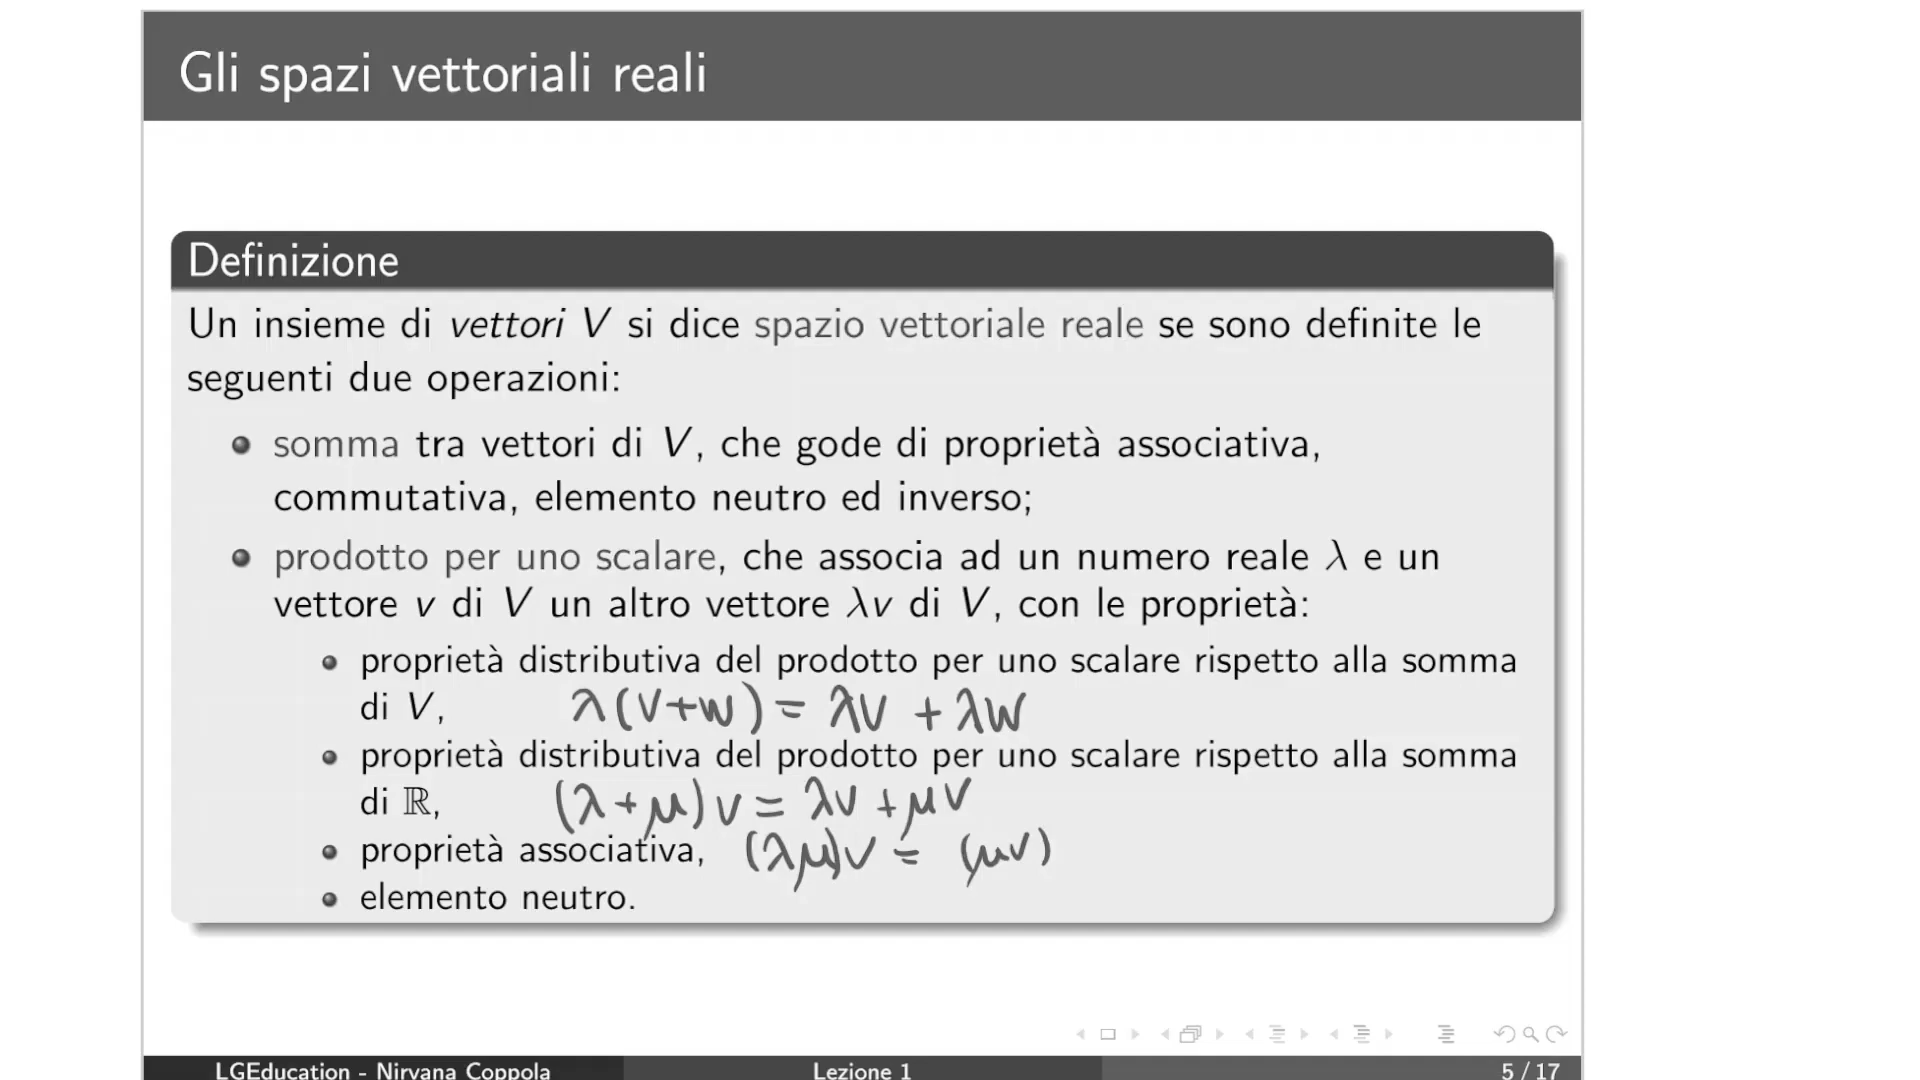 Gli spazi vettoriali reali
Definizione
Un insieme di vettori V si dice spazio vettoriale reale se sono definite le
seguenti due operazioni:
somma tra vettori di V, che gode di proprietà associativa,
commutativa, elemento neutro ed inverso;
prodotto per uno scalare, che associa ad un numero reale λ e un
vettore v di V un altro vettore λv di V, con le proprietà:
proprietà distributiva del prodotto per uno scalare rispetto alla somma
di V, λ(v+w) = λv + λw
proprietà distributiva del prodotto per uno scalare rispetto alla somma
di ℝ, (λ+μ)v = λv + μv
proprietà associativa, (λμ)v = (μv)
elemento neutro.
LGEducation - Nirvana Coppola Lezione 1 5 / 17